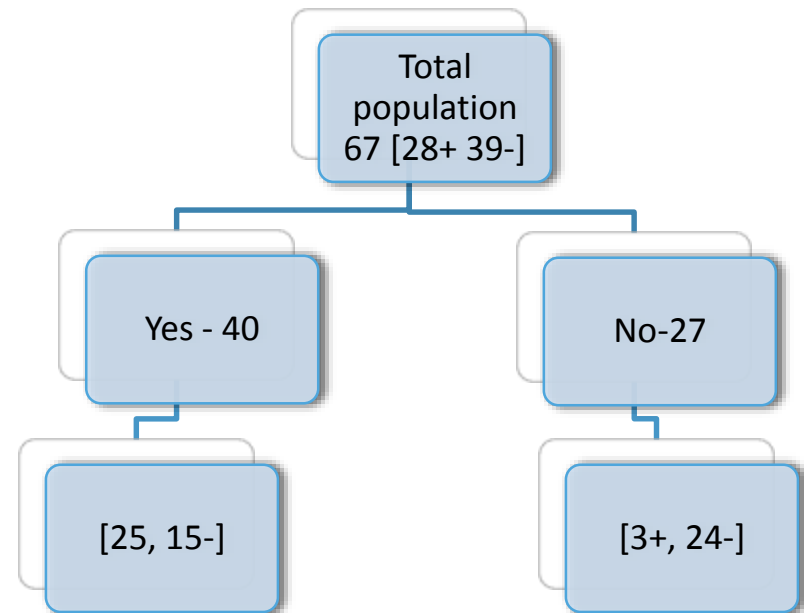 Total
population
67 [28+ 39-]
Yes - 40
No-27
[25, 15-]
[3+, 24-]